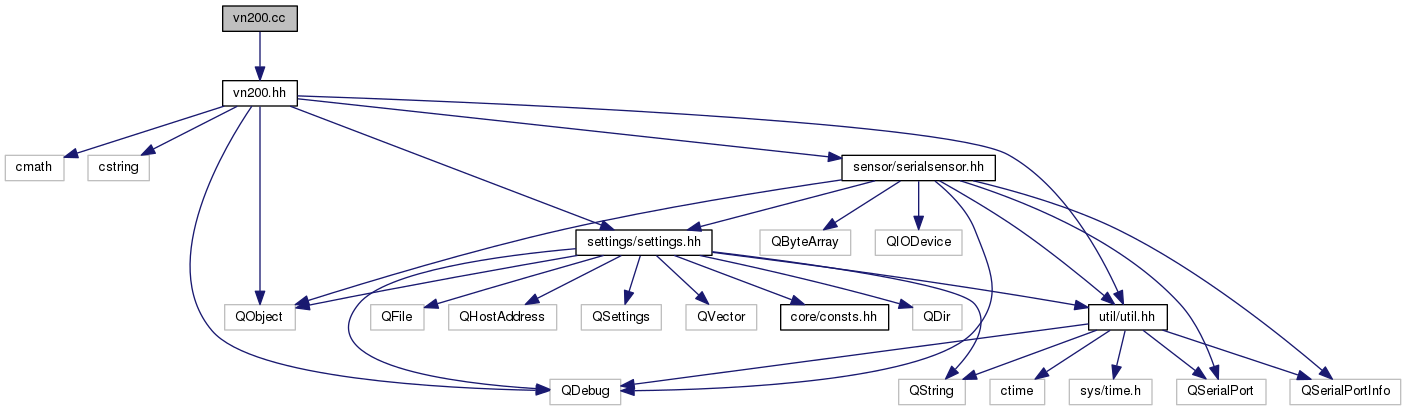 vn200.cc
vn200.hh
cmath
cstring
sensor/serialsensor.hh
settings/settings.hh
QByteArray
QIODevice
QObject
QFile
QHostAddress
QSettings
QVector
core/consts.hh
QDir
util/util.hh
QDebug
QString
ctime
sys/time.h
QSerialPort
QSerialPortInfo